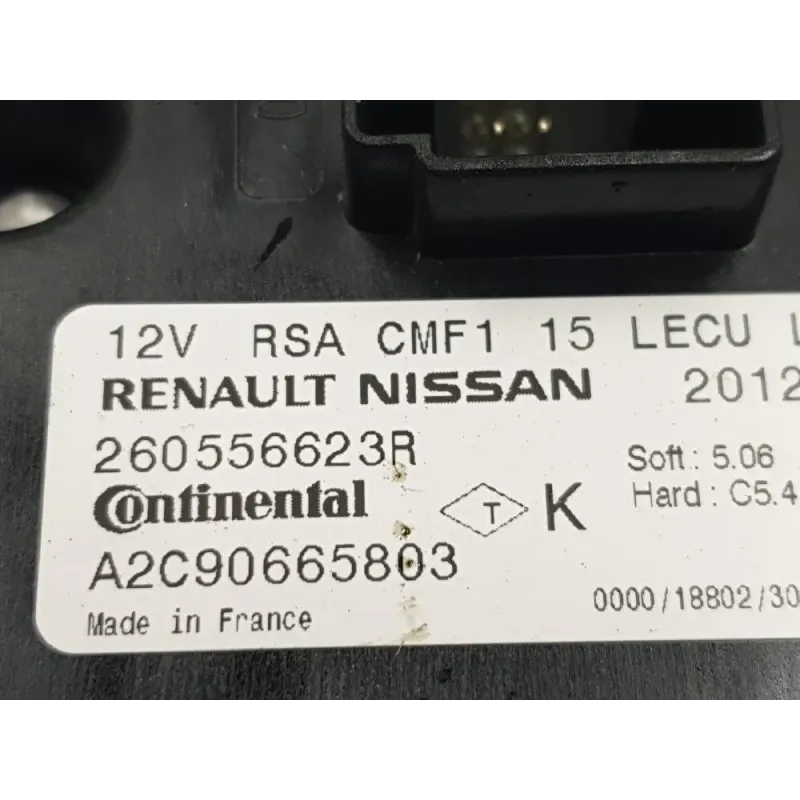 12V RSA CMF1 15 LECU
RENAULT NISSAN 2012
260556623R Soft: 5.06
Continental T K Hard: C5.4
A2C90665803
0000/18802/30
Made in France